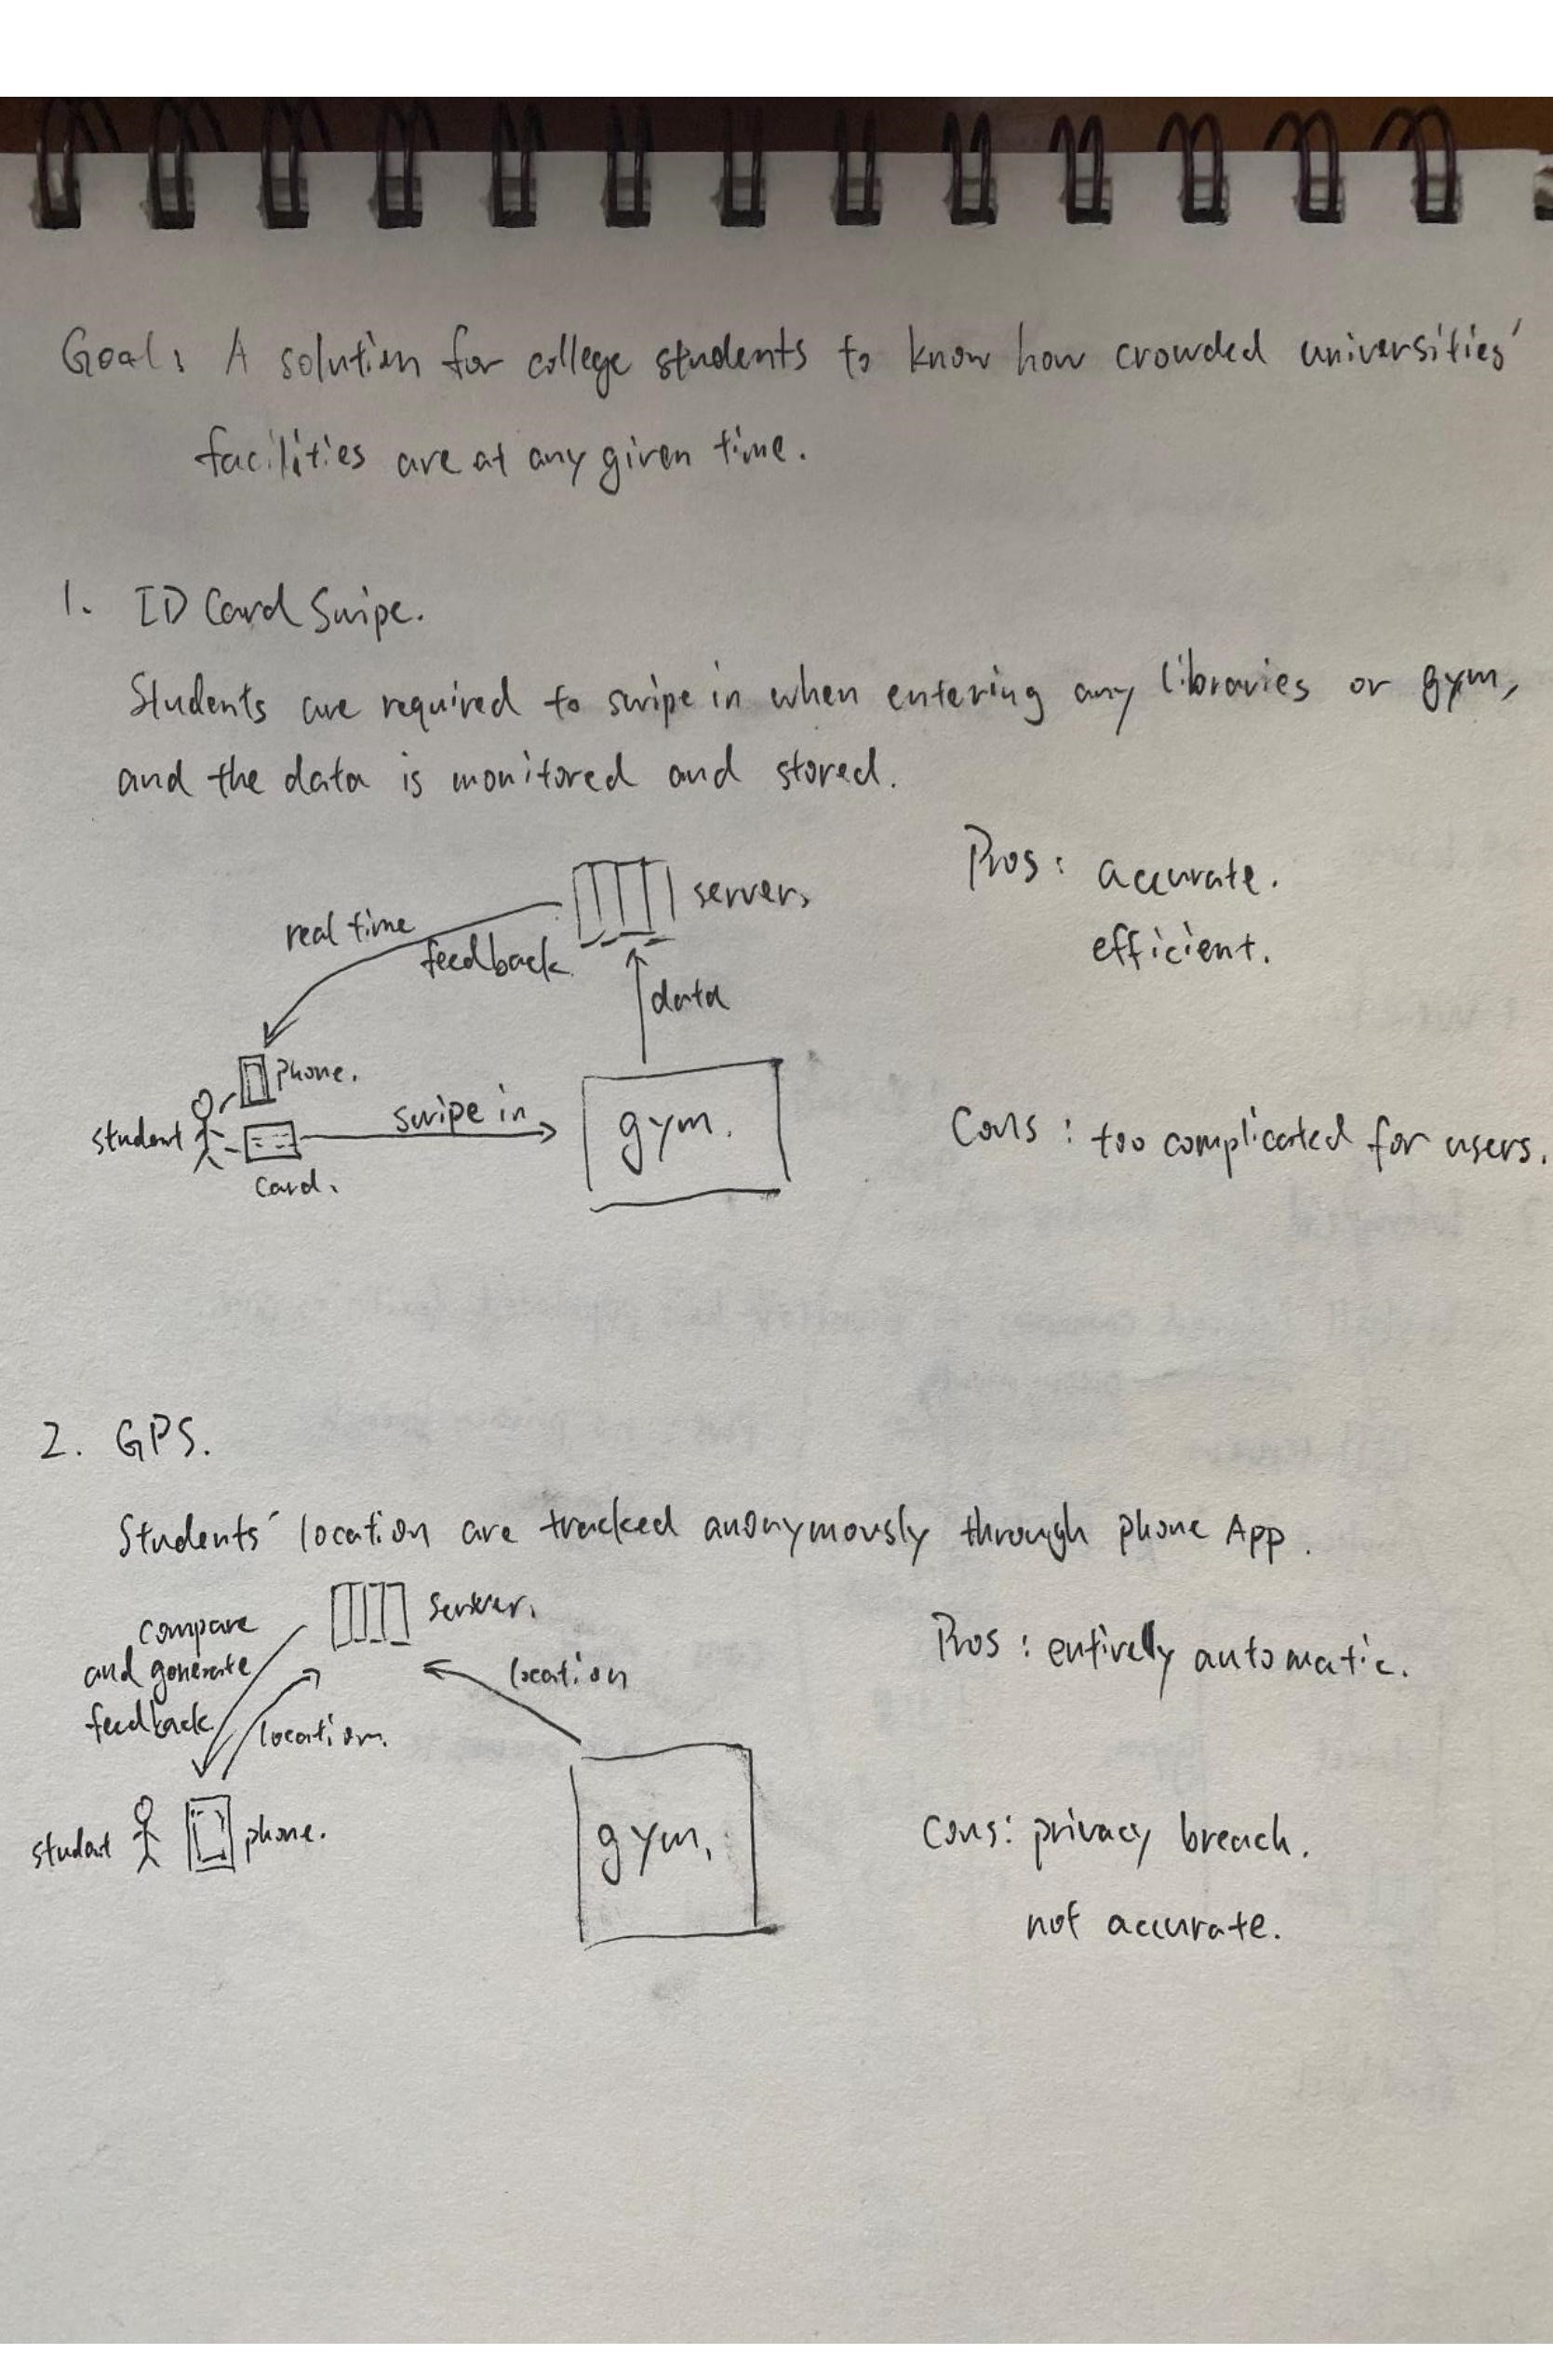 Goal: A solution for college students to know how crowded universities'
facilities are at any given time.
1. ID Card Swipe.
Students are required to swipe in when entering any libraries or gym,
and the data is monitored and stored.
Pros: accurate.
efficient.
servers
real time
feedback
data
phone.
student
swipe in
gym.
card.
Cons: too complicated for users.
2. GPS.
Students' location are tracked anonymously through phone App.
server.
compare
and generate
feedback
location
location.
Pros: entirely automatic.
student
phone.
gym.
Cons: privacy breach.
not accurate.